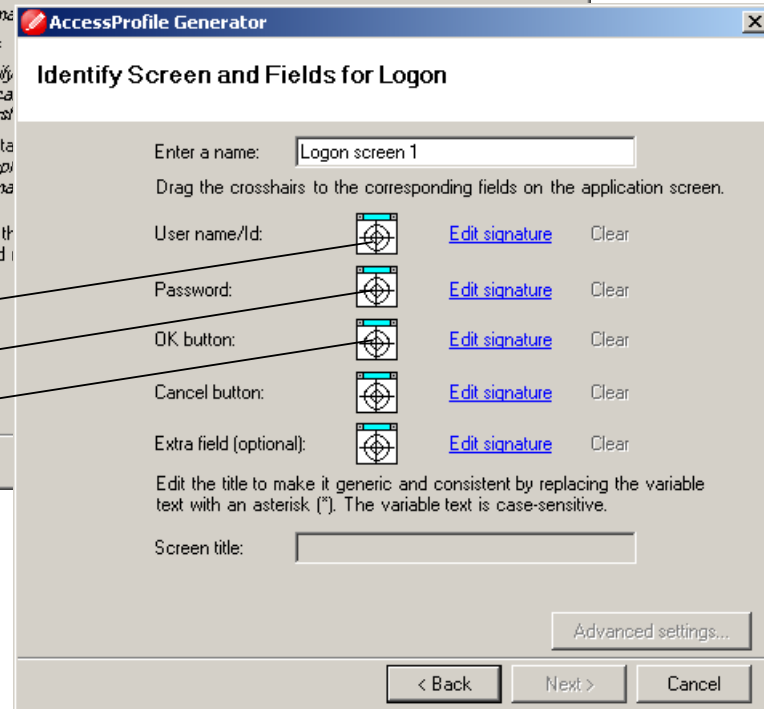 AccessProfile Generator
Identify Screen and Fields for Logon
Enter a name: Logon screen 1
Drag the crosshairs to the corresponding fields on the application screen.
User name/Id: Edit signature Clear
Password: Edit signature Clear
OK button: Edit signature Clear
Cancel button: Edit signature Clear
Extra field (optional): Edit signature Clear
Edit the title to make it generic and consistent by replacing the variable
text with an asterisk (*). The variable text is case-sensitive.
Screen title:
Advanced settings...
< Back Next > Cancel